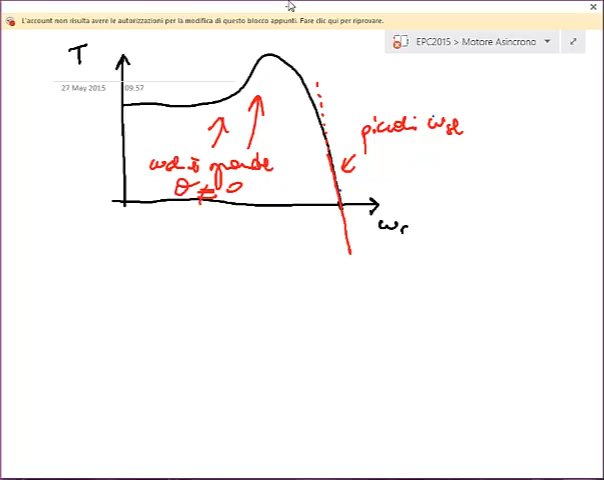 L'account non risulta avere le autorizzazioni per la modifica di questo blocco appunti. Fare clic qui per riprovare.
EPC2015 > Motore Asincrono
T
27 May 2015 09.57
piccoli ωsl
ωsl è grande
θ ≠ 0
ωr